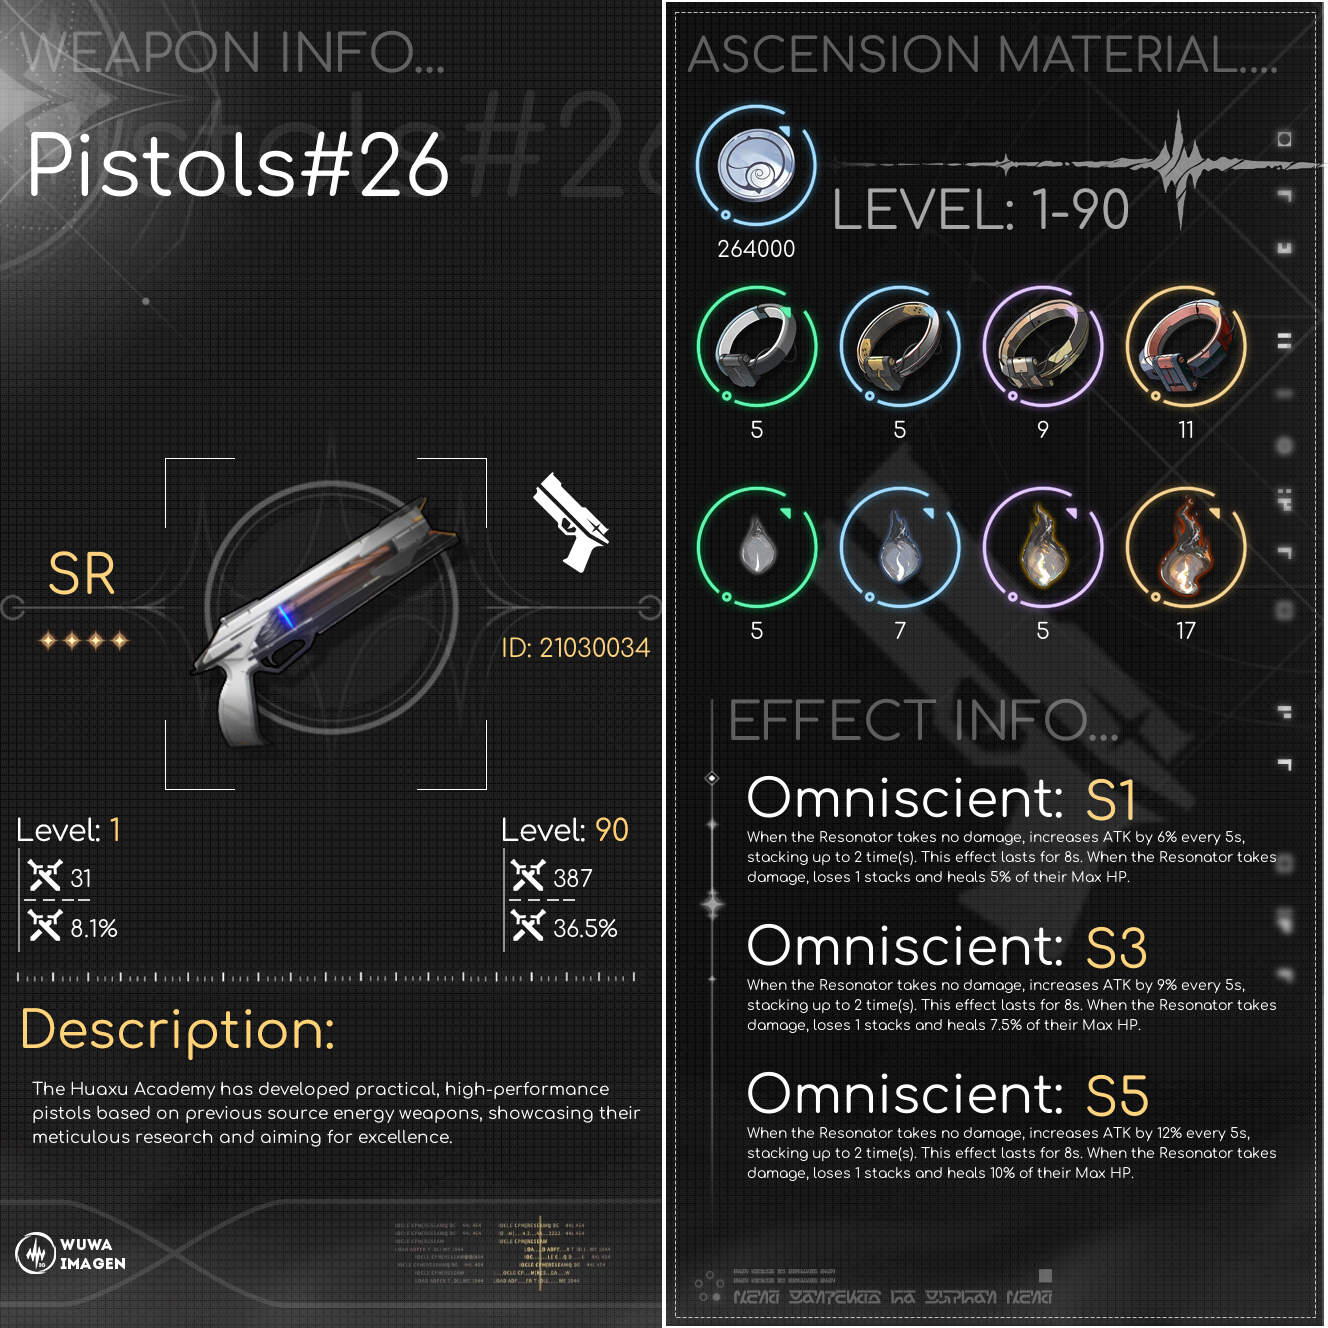 WEAPON INFO...
Pistols#26
SR
ID: 21030034
Level: 1
31
8.1%
Level: 90
387
36.5%
Description:
The Huaxu Academy has developed practical, high-performance
pistols based on previous source energy weapons, showcasing their
meticulous research and aiming for excellence.
WUWA
IMAGEN
ASCENSION MATERIAL....
264000
LEVEL: 1-90
5 5 9 11
5 7 5 17
EFFECT INFO...
Omniscient: S1
When the Resonator takes no damage, increases ATK by 6% every 5s,
stacking up to 2 time(s). This effect lasts for 8s. When the Resonator takes
damage, loses 1 stacks and heals 5% of their Max HP.
Omniscient: S3
When the Resonator takes no damage, increases ATK by 9% every 5s,
stacking up to 2 time(s). This effect lasts for 8s. When the Resonator takes
damage, loses 1 stacks and heals 7.5% of their Max HP.
Omniscient: S5
When the Resonator takes no damage, increases ATK by 12% every 5s,
stacking up to 2 time(s). This effect lasts for 8s. When the Resonator takes
damage, loses 1 stacks and heals 10% of their Max HP.